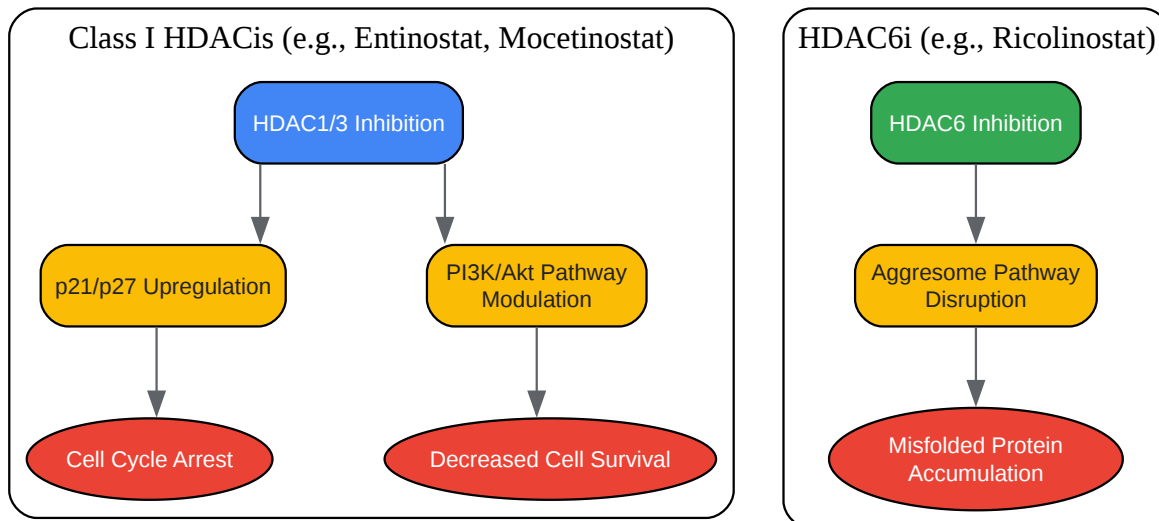 Class I HDACis (e.g., Entinostat, Mocetinostat)
HDAC1/3 Inhibition
p21/p27 Upregulation
PI3K/Akt Pathway
Modulation
Cell Cycle Arrest
Decreased Cell Survival
HDAC6i (e.g., Ricolinostat)
HDAC6 Inhibition
Aggresome Pathway
Disruption
Misfolded Protein
Accumulation